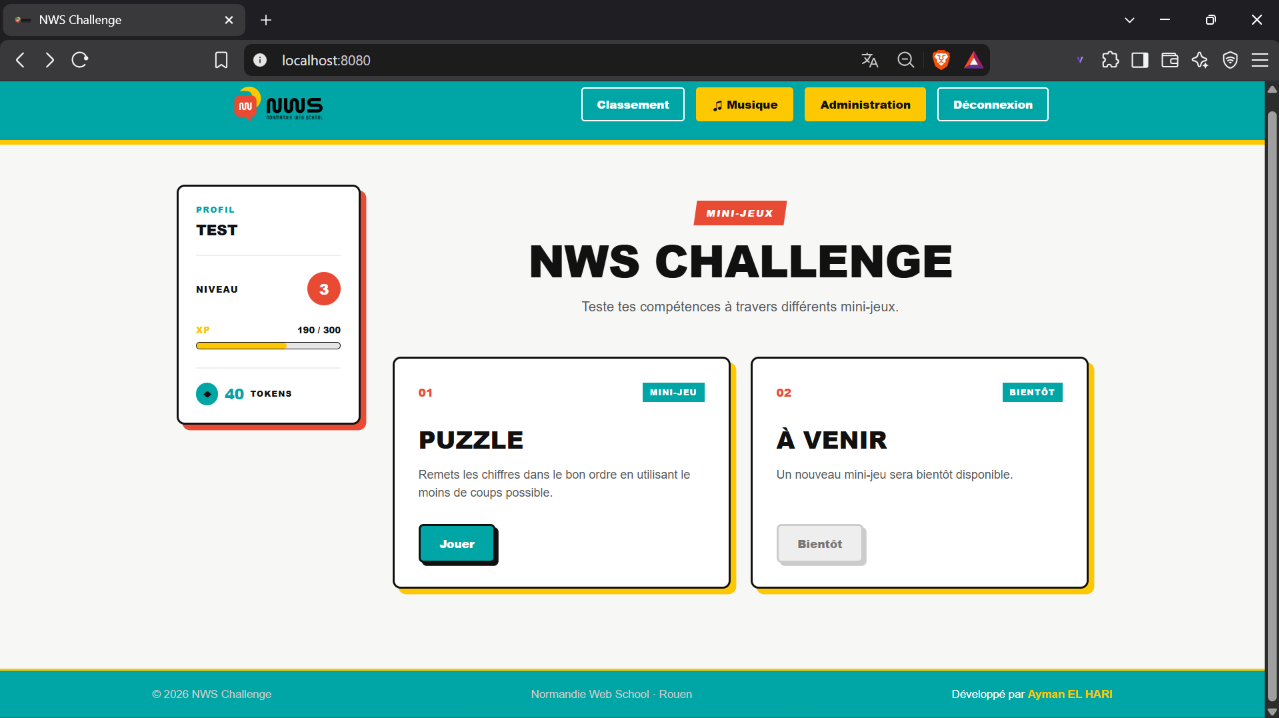 NWS Challenge
localhost:8080
NWS
NORMANDIE WEB SCHOOL
Classement
♫ Musique
Administration
Déconnexion
PROFIL
TEST
NIVEAU
3
XP
190 / 300
40 TOKENS
MINI-JEUX
NWS CHALLENGE
Teste tes compétences à travers différents mini-jeux.
01
MINI-JEU
PUZZLE
Remets les chiffres dans le bon ordre en utilisant le
moins de coups possible.
Jouer
02
BIENTÔT
À VENIR
Un nouveau mini-jeu sera bientôt disponible.
Bientôt
© 2026 NWS Challenge
Normandie Web School - Rouen
Développé par Ayman EL HARI